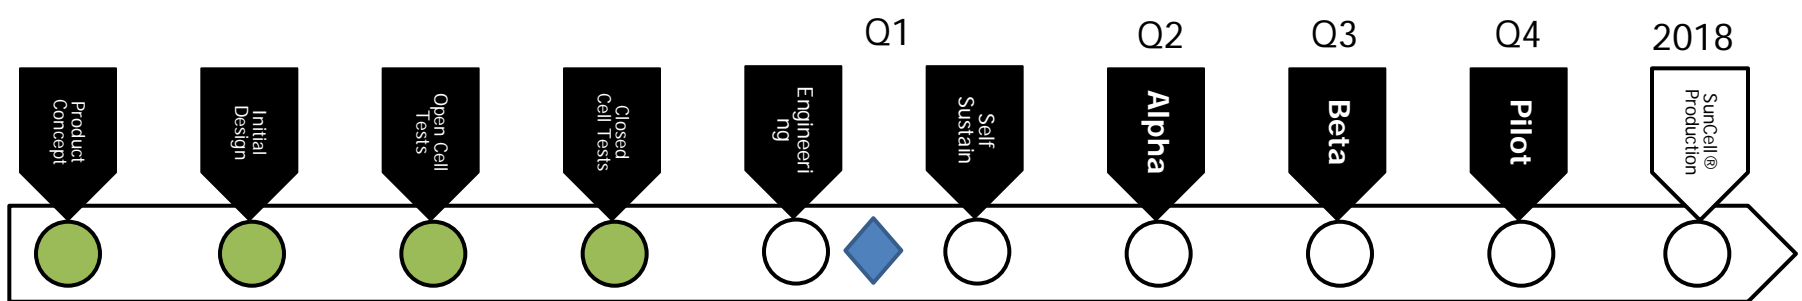 Q1
Q2
Q3
Q4
2018
Product
Concept
Initial
Design
Open Cell
Tests
Closed
Cell Tests
Engineeri
ng
Self
Sustain
Alpha
Beta
Pilot
SunCell®
Production